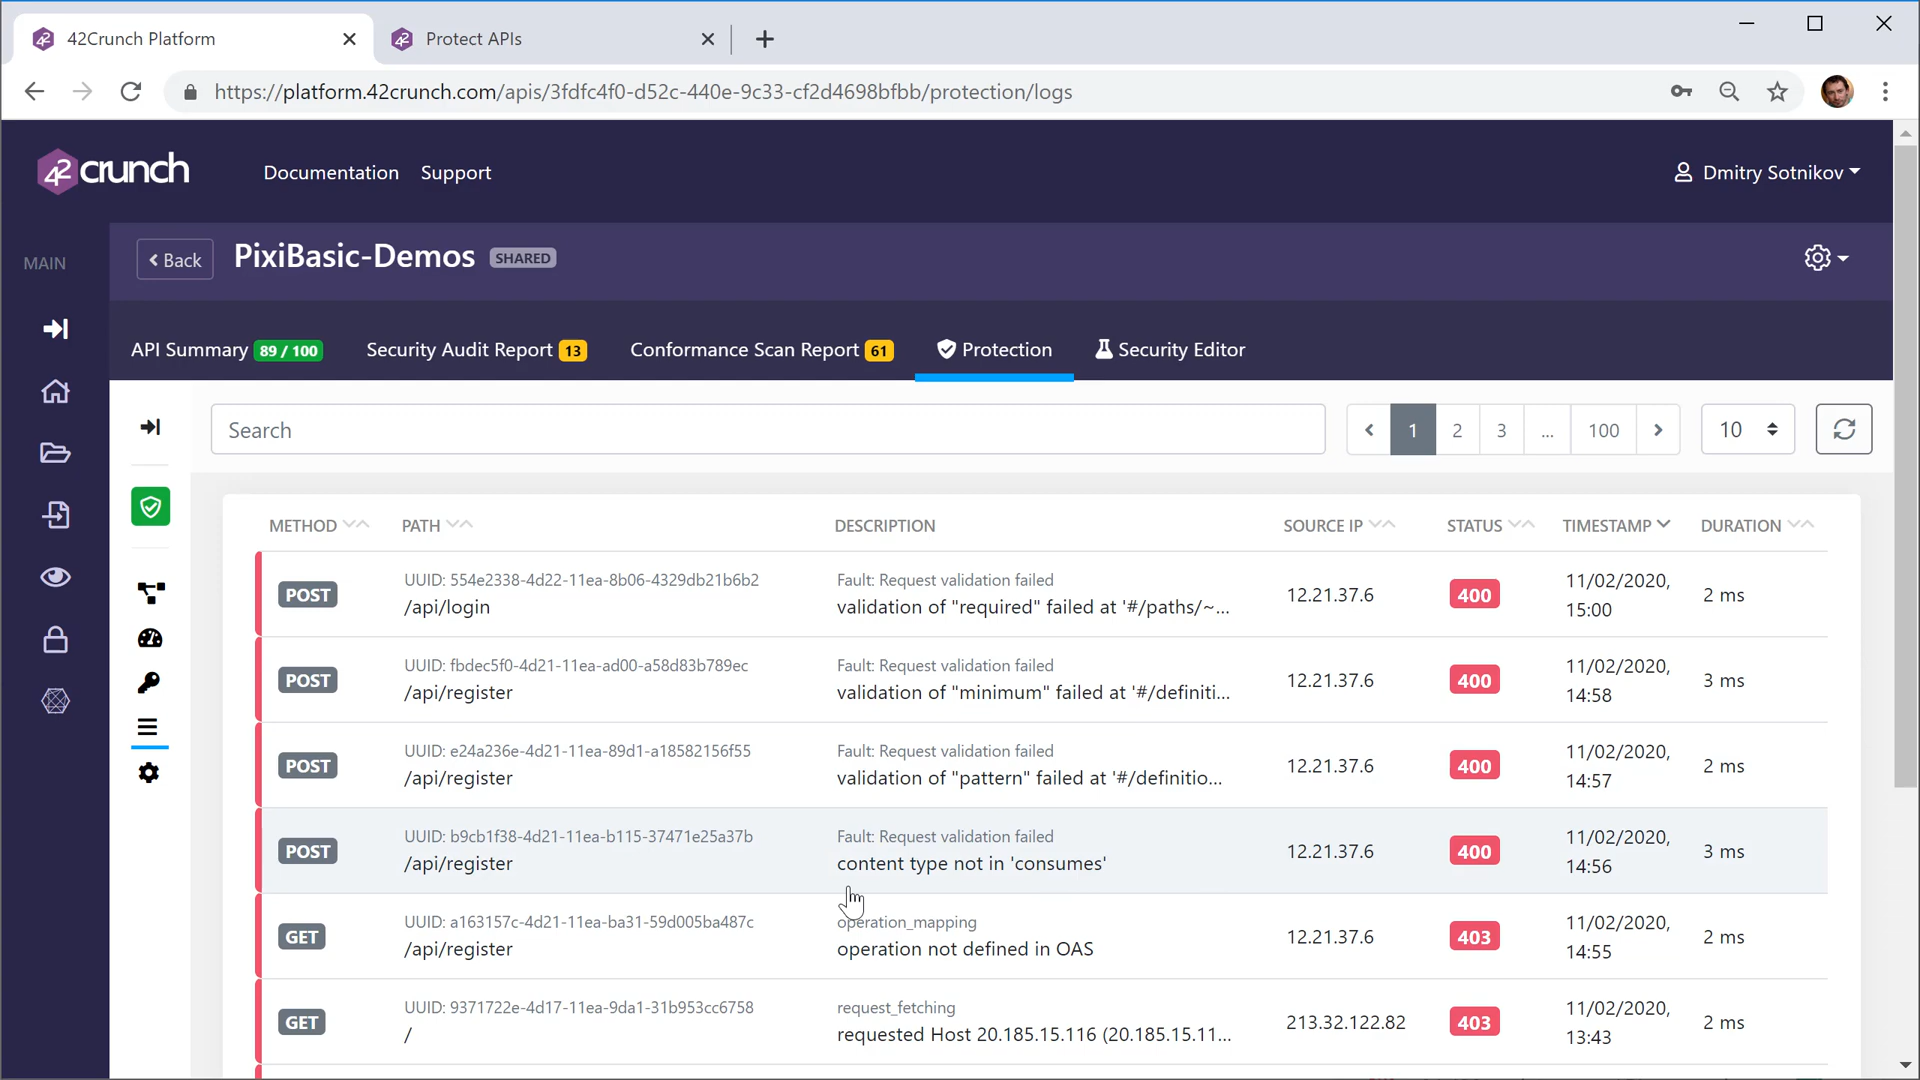 42Crunch Platform
Protect APIs
https://platform.42crunch.com/apis/3fdfc4f0-d52c-440e-9c33-cf2d4698bfbb/protection/logs
42crunch
Documentation
Support
Dmitry Sotnikov
MAIN
Back
PixiBasic-Demos
SHARED
API Summary 89 / 100
Security Audit Report 13
Conformance Scan Report 61
Protection
Security Editor
Search
1 2 3 ... 100
10
METHOD PATH DESCRIPTION SOURCE IP STATUS TIMESTAMP DURATION
POST
UUID: 554e2338-4d22-11ea-8b06-4329db21b6b2
/api/login
Fault: Request validation failed
validation of "required" failed at '#/paths/~...
12.21.37.6
400
11/02/2020,
15:00
2 ms
POST
UUID: fbdec5f0-4d21-11ea-ad00-a58d83b789ec
/api/register
Fault: Request validation failed
validation of "minimum" failed at '#/definiti...
12.21.37.6
400
11/02/2020,
14:58
3 ms
POST
UUID: e24a236e-4d21-11ea-89d1-a18582156f55
/api/register
Fault: Request validation failed
validation of "pattern" failed at '#/definitio...
12.21.37.6
400
11/02/2020,
14:57
2 ms
POST
UUID: b9cb1f38-4d21-11ea-b115-37471e25a37b
/api/register
Fault: Request validation failed
content type not in 'consumes'
12.21.37.6
400
11/02/2020,
14:56
3 ms
GET
UUID: a163157c-4d21-11ea-ba31-59d005ba487c
/api/register
operation_mapping
operation not defined in OAS
12.21.37.6
403
11/02/2020,
14:55
2 ms
GET
UUID: 9371722e-4d17-11ea-9da1-31b953cc6758
/
request_fetching
requested Host 20.185.15.116 (20.185.15.11...
213.32.122.82
403
11/02/2020,
13:43
2 ms